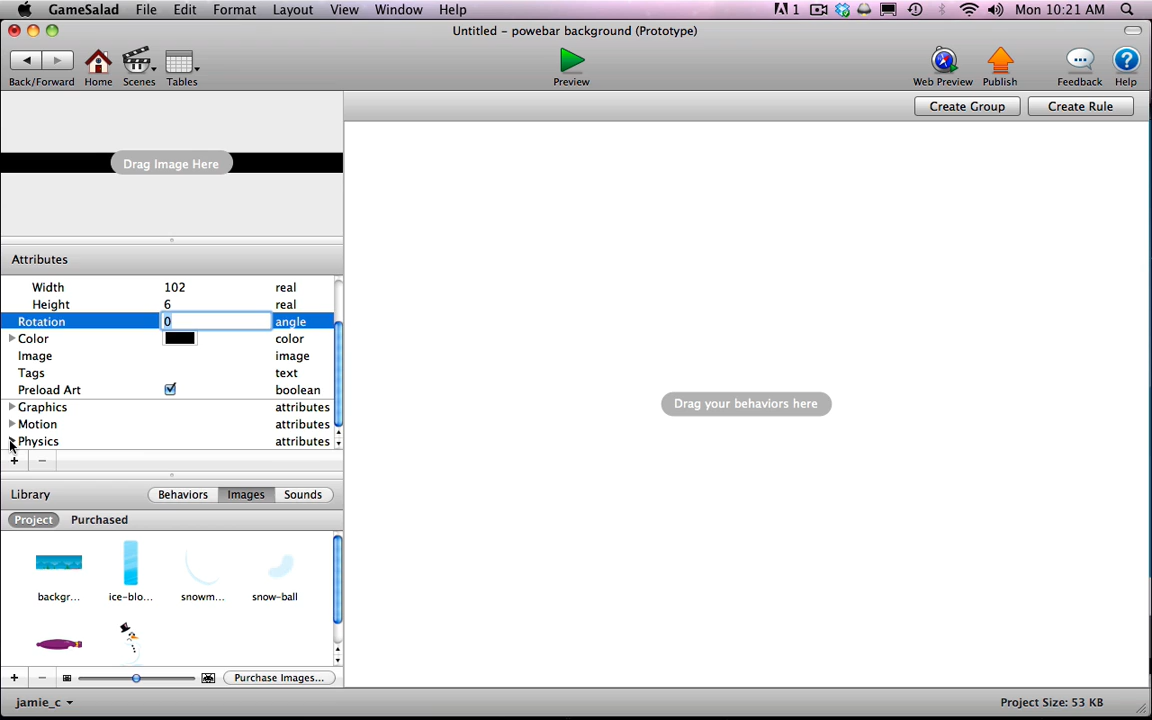 GameSalad File Edit Format Layout View Window Help 1 Mon 10:21 AM
Untitled - powebar background (Prototype)
Back/Forward Home Scenes Tables Preview Web Preview Publish Feedback Help
Create Group Create Rule
Drag Image Here
Attributes
Width 102 real
Height 6 real
Rotation 0 angle
Color color
Image image
Tags text
Preload Art boolean
Graphics attributes
Motion attributes
Physics attributes
Drag your behaviors here
Library Behaviors Images Sounds
Project Purchased
backgr... ice-blo... snowm... snow-ball
Purchase Images...
jamie_c Project Size: 53 KB